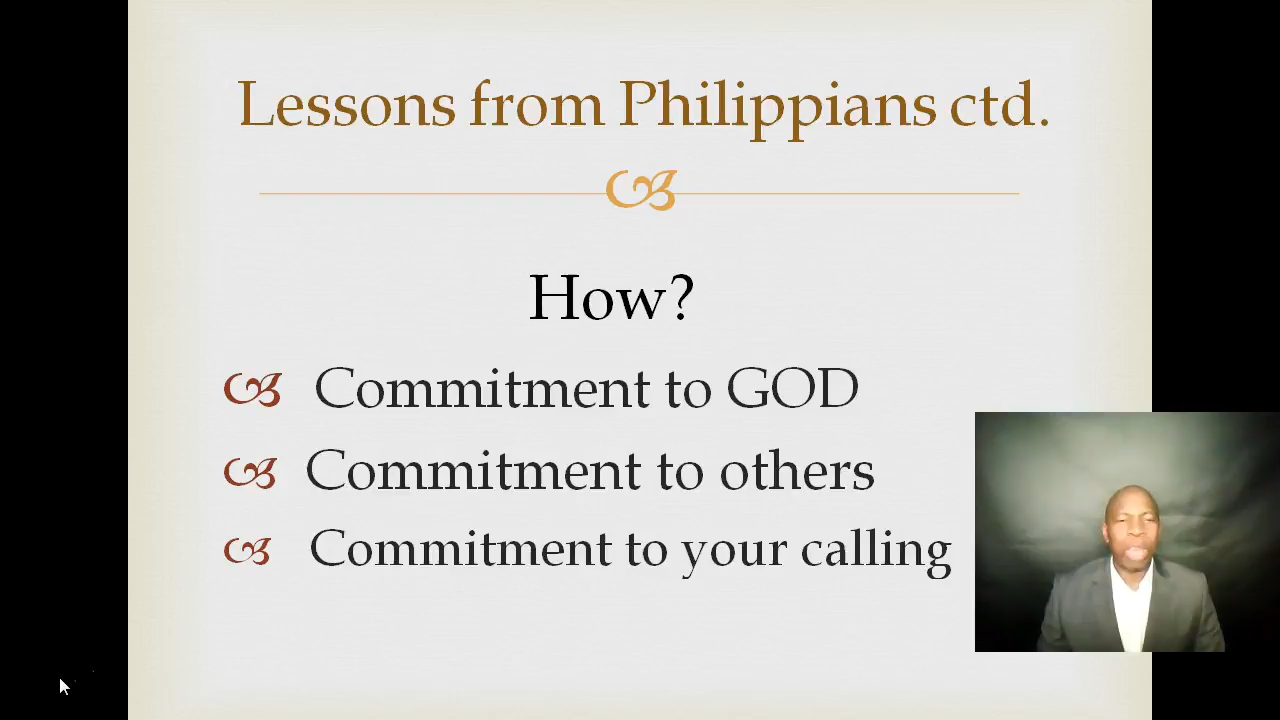 Lessons from Philippians ctd.
How?
Commitment to GOD
Commitment to others
Commitment to your calling